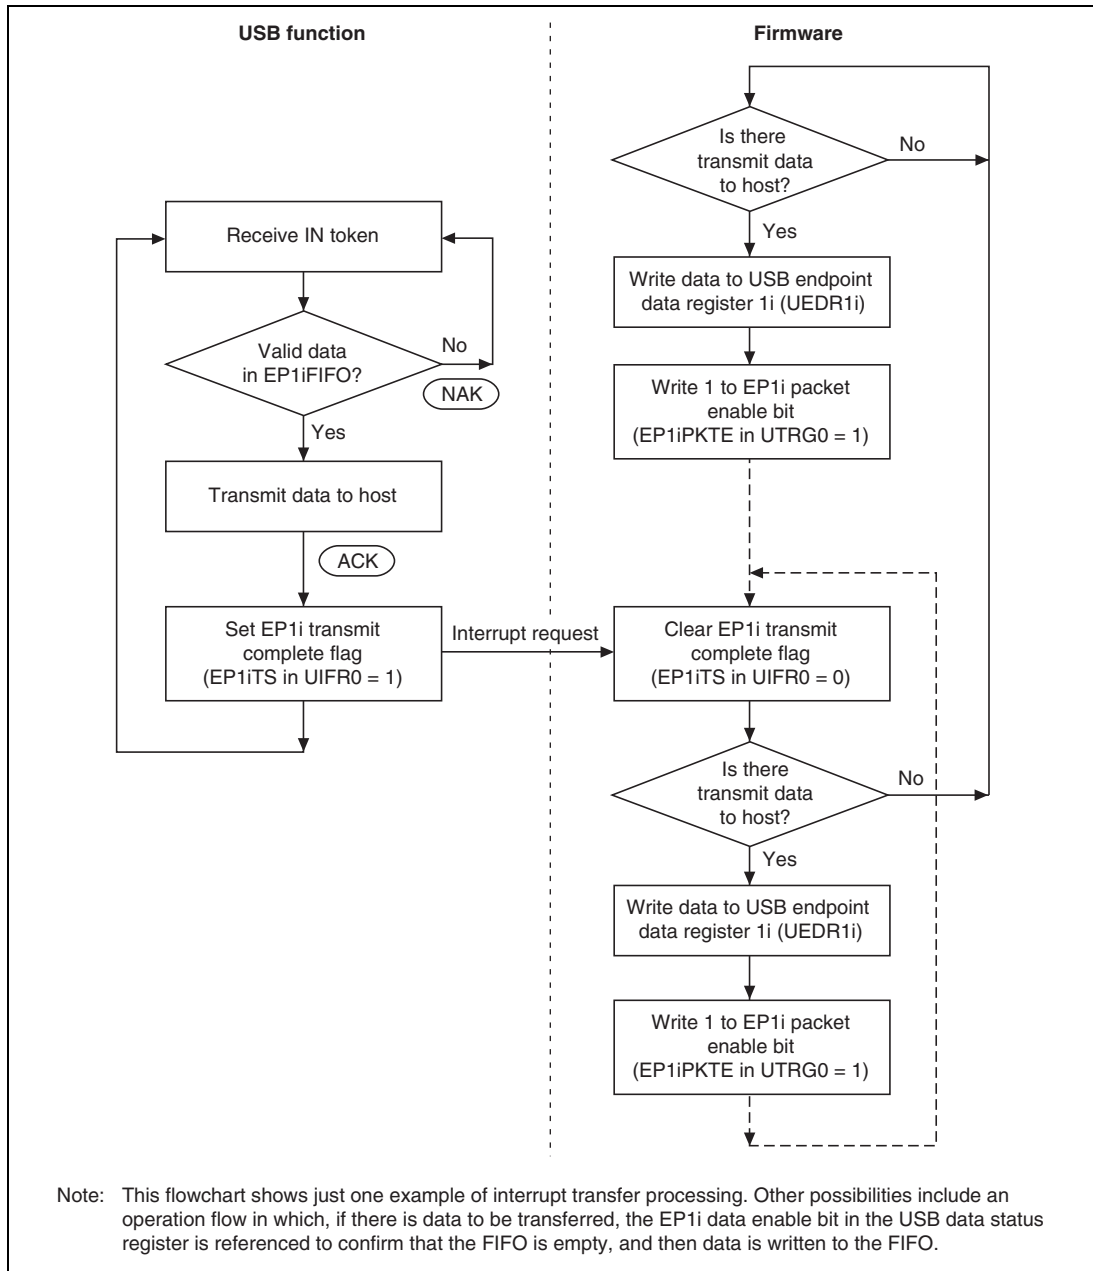 USB function
Firmware
Is there
transmit data
to host?
No
Yes
Receive IN token
Write data to USB endpoint
data register 1i (UEDR1i)
Valid data
in EP1iFIFO?
No
NAK
Yes
Write 1 to EP1i packet
enable bit
(EP1iPKTE in UTRG0 = 1)
Transmit data to host
ACK
Set EP1i transmit
complete flag
(EP1iTS in UIFR0 = 1)
Interrupt request
Clear EP1i transmit
complete flag
(EP1iTS in UIFR0 = 0)
Is there
transmit data
to host?
No
Yes
Write data to USB endpoint
data register 1i (UEDR1i)
Write 1 to EP1i packet
enable bit
(EP1iPKTE in UTRG0 = 1)
Note: This flowchart shows just one example of interrupt transfer processing. Other possibilities include an
operation flow in which, if there is data to be transferred, the EP1i data enable bit in the USB data status
register is referenced to confirm that the FIFO is empty, and then data is written to the FIFO.